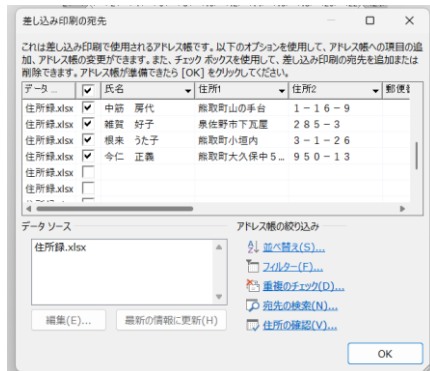 差し込み印刷の宛先
これは差し込み印刷で使用されるアドレス帳です。以下のオプションを使用して、アドレス帳への項目の追
加、アドレス帳の変更ができます。また、チェック ボックスを使用して、差し込み印刷の宛先を追加または
削除できます。アドレス帳が準備できたら [OK] をクリックしてください。
データ ... 氏名 住所1 住所2 郵便
住所録.xlsx 中筋 房代 熊取町山の手台 1－16－9
住所録.xlsx 雑賀 好子 泉佐野市下瓦屋 285－3
住所録.xlsx 根来 うた子 熊取町小垣内 3－1－26
住所録.xlsx 今仁 正義 熊取町大久保中5... 950－13
住所録.xlsx
住所録.xlsx
データ ソース
住所録.xlsx
編集(E)...
最新の情報に更新(H)
アドレス帳の絞り込み
並べ替え(S)...
フィルター(F)...
重複のチェック(D)...
宛先の検索(N)...
住所の確認(V)...
OK